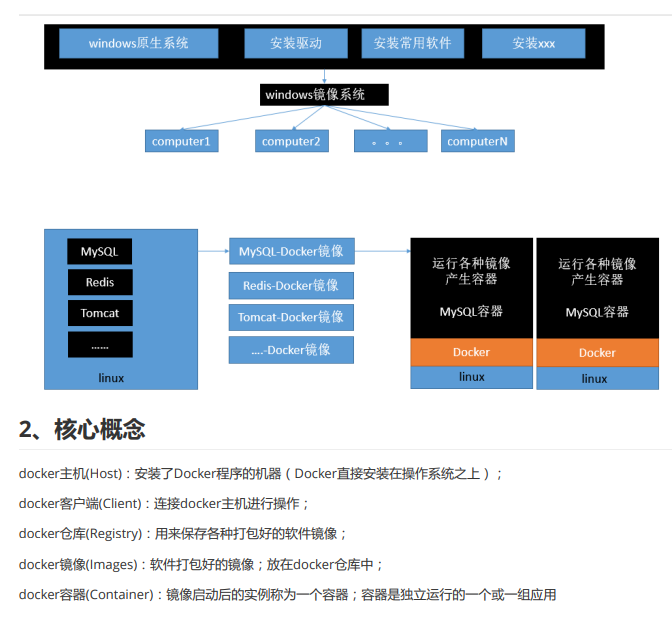 windows原生系统 安装驱动 安装常用软件 安装xxx
windows镜像系统
computer1 computer2 。。。 computerN
MySQL
Redis
Tomcat
……
linux
MySQL-Docker镜像
Redis-Docker镜像
Tomcat-Docker镜像
….-Docker镜像
运行各种镜像
产生容器
MySQL容器
Docker
linux
运行各种镜像
产生容器
MySQL容器
Docker
linux
2、核心概念
docker主机(Host)：安装了Docker程序的机器（Docker直接安装在操作系统之上）；
docker客户端(Client)：连接docker主机进行操作；
docker仓库(Registry)：用来保存各种打包好的软件镜像；
docker镜像(Images)：软件打包好的镜像；放在docker仓库中；
docker容器(Container)：镜像启动后的实例称为一个容器；容器是独立运行的一个或一组应用